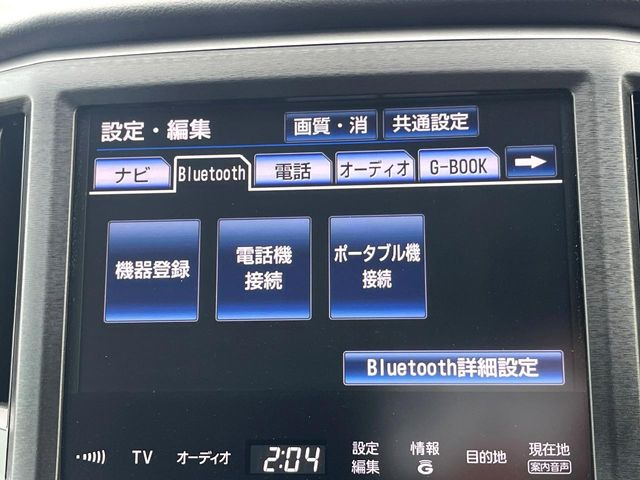 設定・編集 画質・消 共通設定
ナビ Bluetooth 電話 オーディオ G-BOOK
機器登録
電話機
接続
ポータブル機
接続
Bluetooth詳細設定
TV オーディオ 2:04
設定
編集
情報
G
目的地
現在地
案内音声